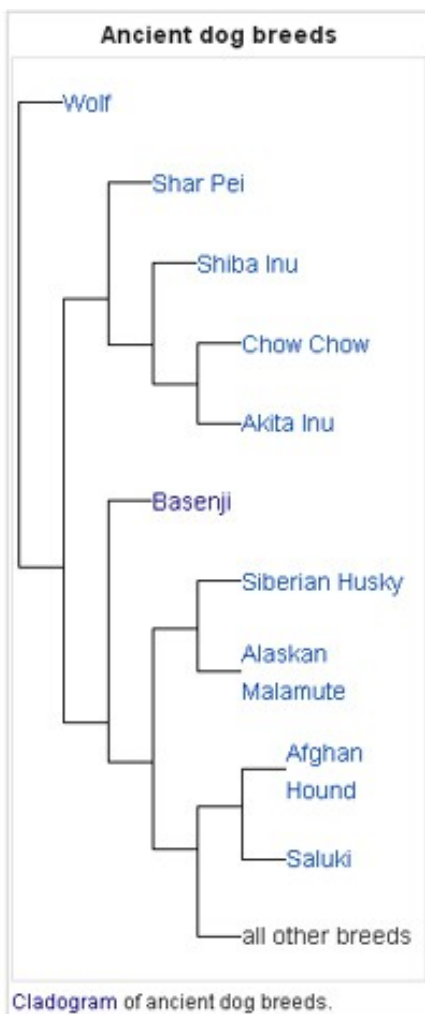 Ancient dog breeds
Wolf
Shar Pei
Shiba Inu
Chow Chow
Akita Inu
Basenji
Siberian Husky
Alaskan
Malamute
Afghan
Hound
Saluki
all other breeds
Cladogram of ancient dog breeds.